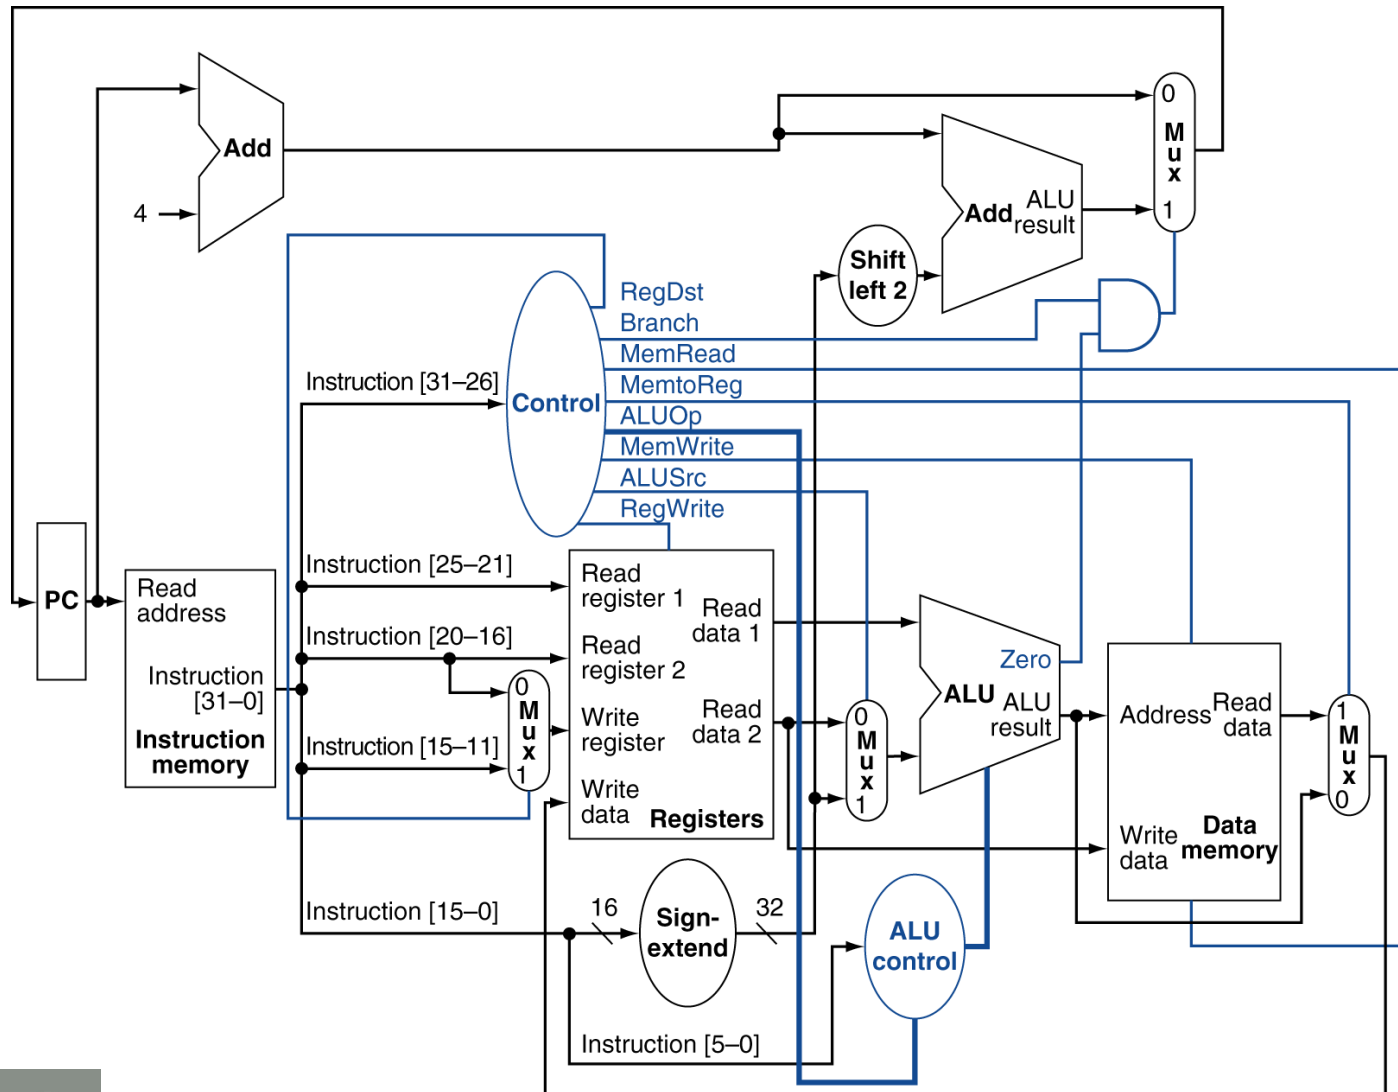 0
M
u
x
1
Add
4
Add
ALU
result
Shift
left 2
RegDst
Branch
MemRead
MemtoReg
ALUOp
MemWrite
ALUSrc
RegWrite
Control
Instruction [31–26]
Instruction [25–21]
Instruction [20–16]
Instruction [15–11]
Instruction [15–0]
Instruction [5–0]
PC
Read
address
Instruction
[31–0]
Instruction
memory
0
M
u
x
1
Read
register 1
Read
register 2
Write
register
Write
data
Read
data 1
Read
data 2
Registers
16
Sign-
extend
32
0
M
u
x
1
Zero
ALU
ALU
result
ALU
control
Address
Read
data
Write
data
Data
memory
1
M
u
x
0